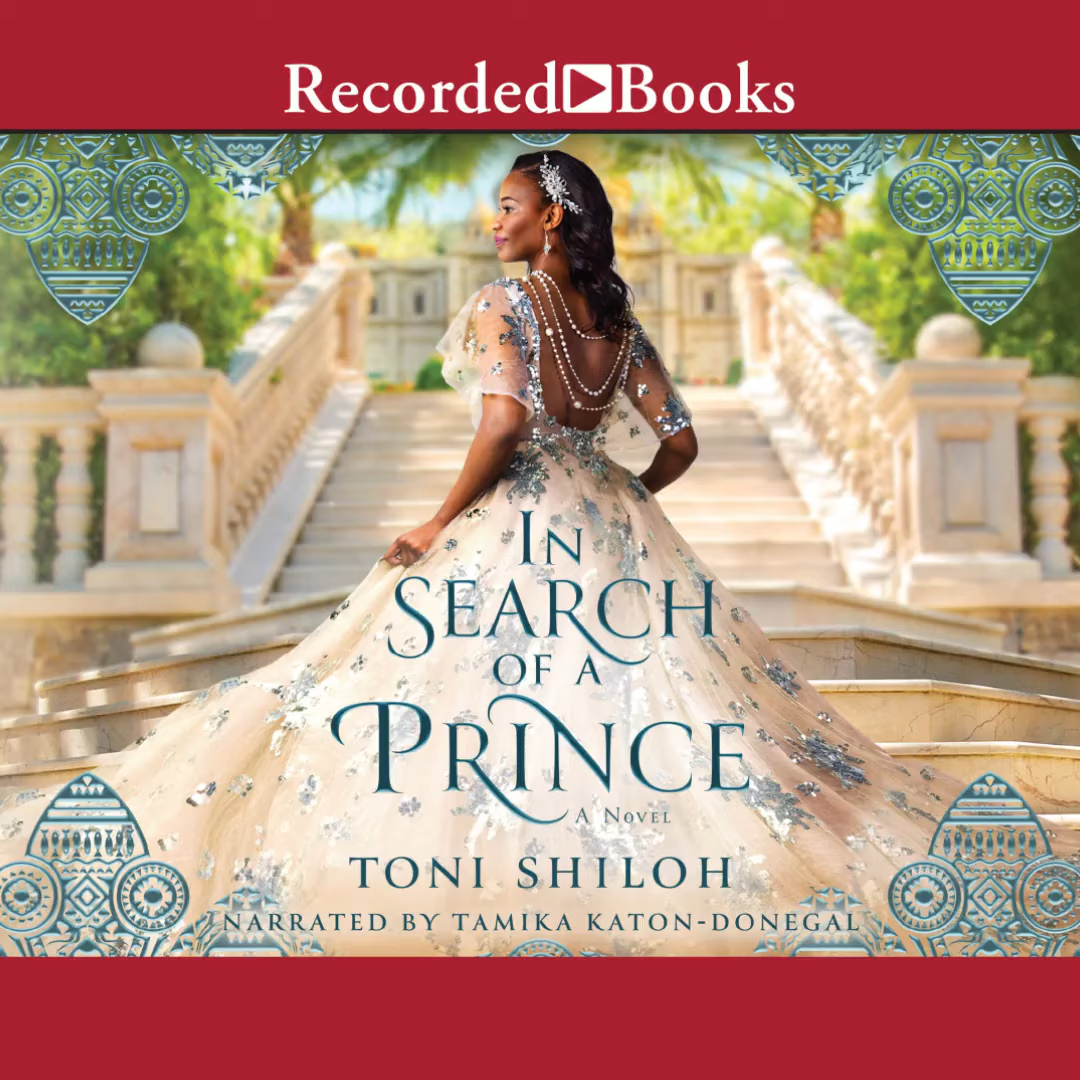 Recorded Books
IN
SEARCH
OF A
PRINCE
A NOVEL
TONI SHILOH
NARRATED BY TAMIKA KATON-DONEGAL